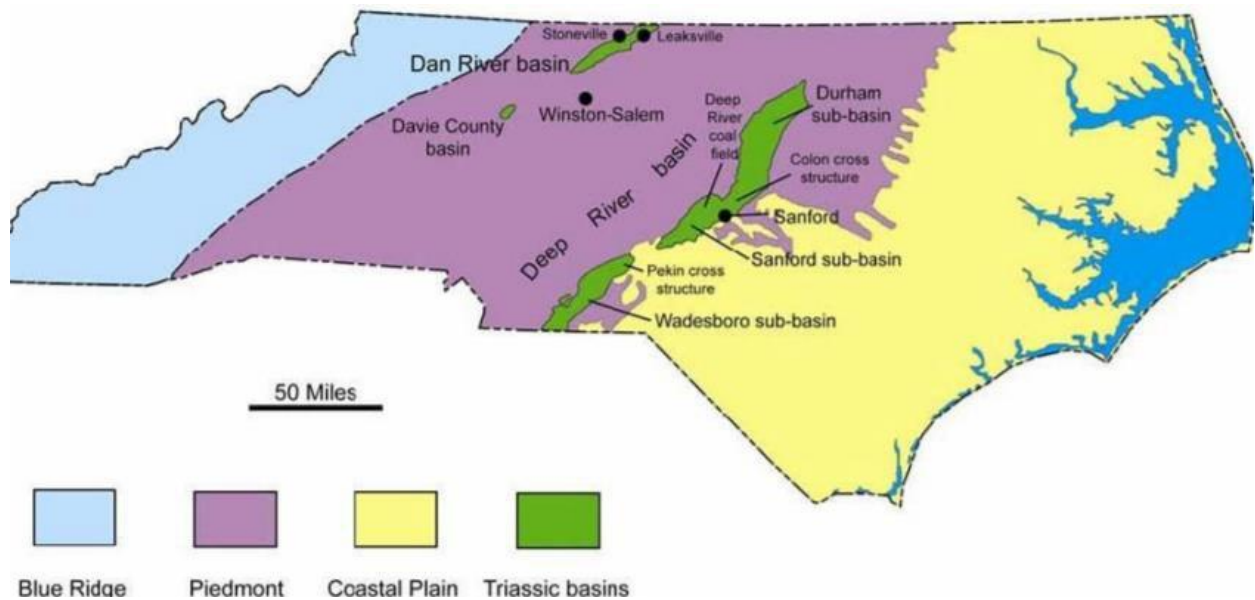 Stoneville
Leaksville
Dan River basin
Winston-Salem
Davie County
basin
Deep
River
coal
field
Durham
sub-basin
Colon cross
structure
Deep River basin
Sanford
Sanford sub-basin
Pekin cross
structure
Wadesboro sub-basin
50 Miles
Blue Ridge
Piedmont
Coastal Plain
Triassic basins